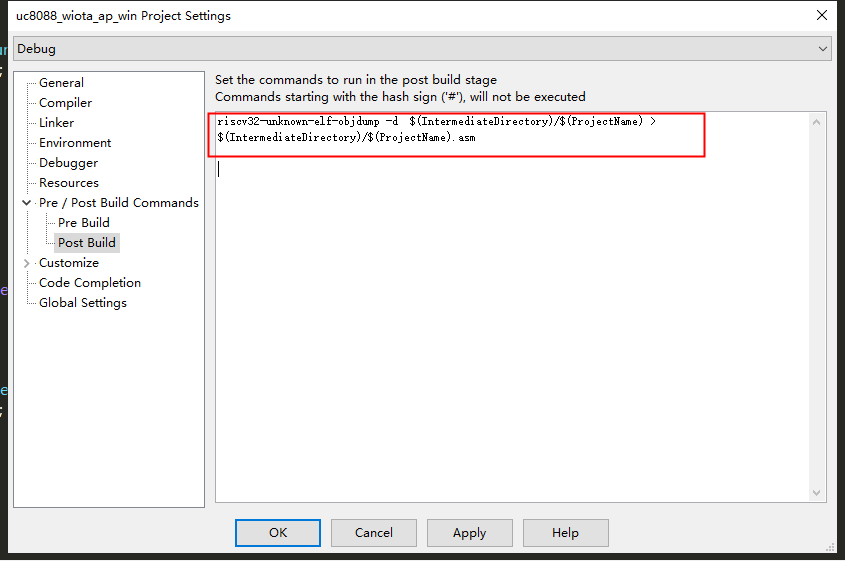 uc8088_wiota_ap_win Project Settings
Debug
General
Compiler
Linker
Environment
Debugger
Resources
Pre / Post Build Commands
Pre Build
Post Build
Customize
Code Completion
Global Settings
Set the commands to run in the post build stage
Commands starting with the hash sign ('#'), will not be executed
riscv32-unknown-elf-objdump -d  $(IntermediateDirectory)/$(ProjectName) >
$(IntermediateDirectory)/$(ProjectName).asm
OK
Cancel
Apply
Help